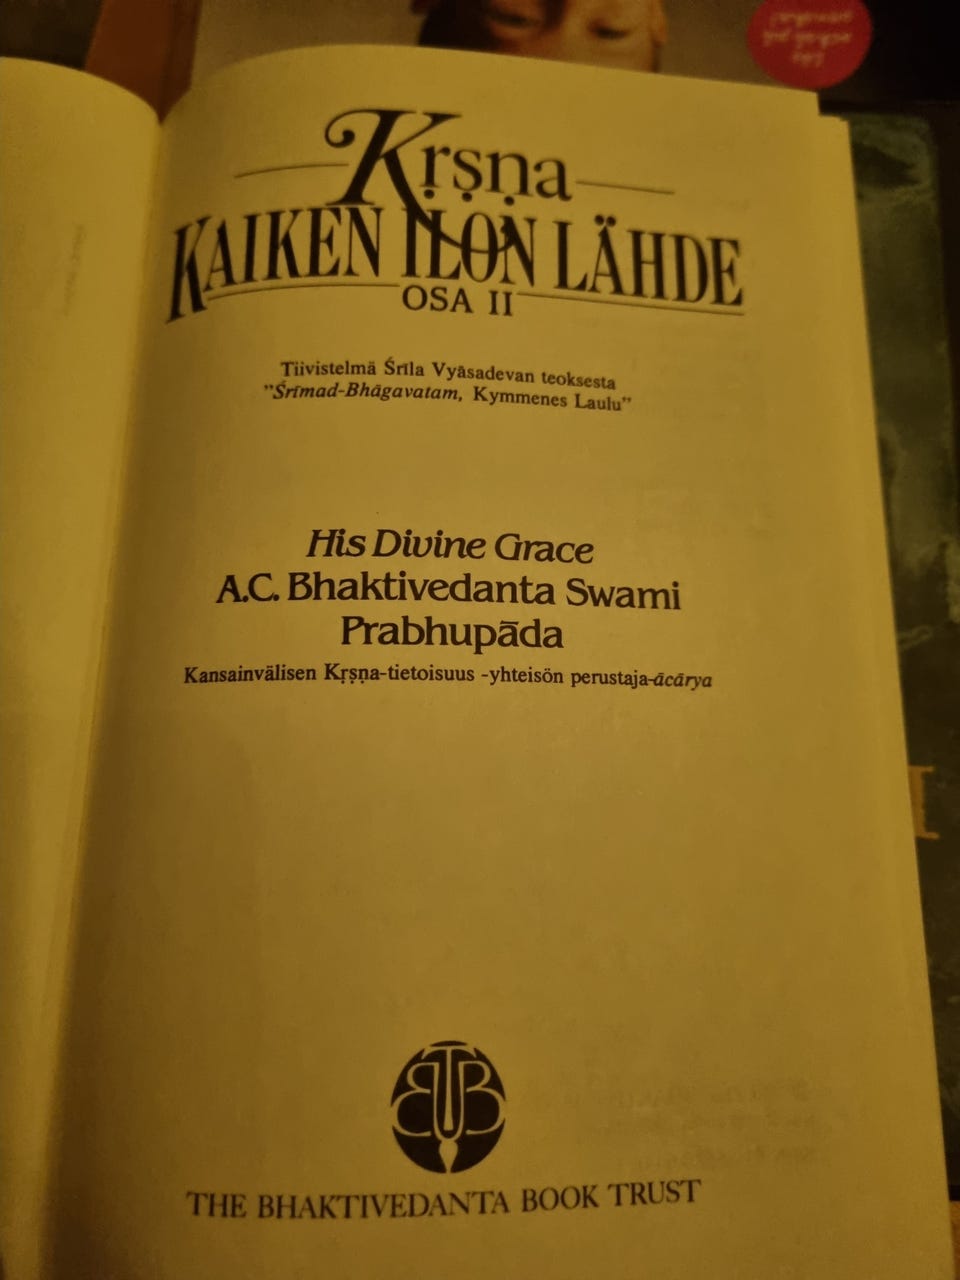 Kṛṣṇa
KAIKEN ILON LÄHDE
OSA II
Tiivistelmä Śrīla Vyāsadevan teoksesta
”Śrīmad-Bhāgavatam, Kymmenes Laulu”
His Divine Grace
A.C. Bhaktivedanta Swami
Prabhupāda
Kansainvälisen Kṛṣṇa-tietoisuus -yhteisön perustaja-ācārya
BTB
THE BHAKTIVEDANTA BOOK TRUST